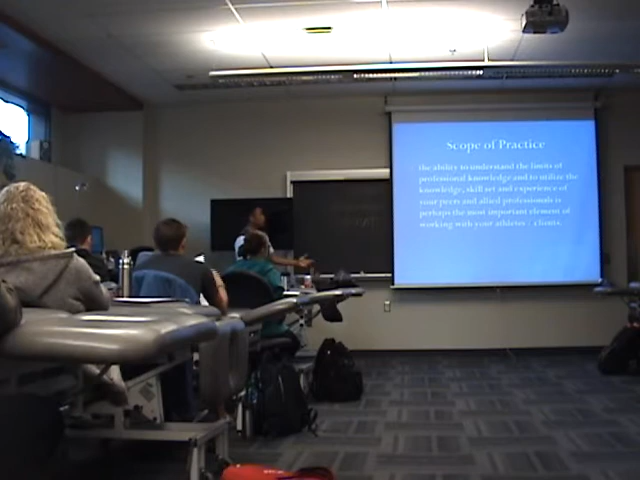 Scope of Practice
the ability to understand the limits of
professional knowledge and to utilize the
knowledge, skill set and experience of
your peers and allied professionals is
perhaps the most important element of
working with your athletes / clients.